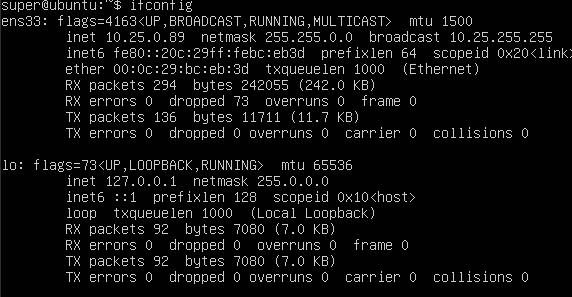 super@ubuntu:~$ ifconfig
ens33: flags=4163<UP,BROADCAST,RUNNING,MULTICAST>  mtu 1500
        inet 10.25.0.89  netmask 255.255.0.0  broadcast 10.25.255.255
        inet6 fe80::20c:29ff:febc:eb3d  prefixlen 64  scopeid 0x20<link>
        ether 00:0c:29:bc:eb:3d  txqueuelen 1000  (Ethernet)
        RX packets 294  bytes 242055 (242.0 KB)
        RX errors 0  dropped 73  overruns 0  frame 0
        TX packets 136  bytes 11711 (11.7 KB)
        TX errors 0  dropped 0 overruns 0  carrier 0  collisions 0
lo: flags=73<UP,LOOPBACK,RUNNING>  mtu 65536
        inet 127.0.0.1  netmask 255.0.0.0
        inet6 ::1  prefixlen 128  scopeid 0x10<host>
        loop  txqueuelen 1000  (Local Loopback)
        RX packets 92  bytes 7080 (7.0 KB)
        RX errors 0  dropped 0  overruns 0  frame 0
        TX packets 92  bytes 7080 (7.0 KB)
        TX errors 0  dropped 0 overruns 0  carrier 0  collisions 0